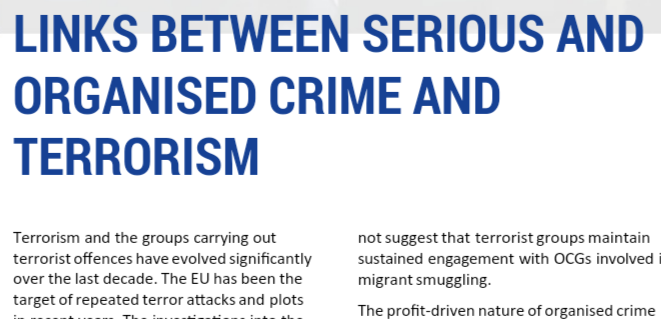 LINKS BETWEEN SERIOUS AND
ORGANISED CRIME AND
TERRORISM
Terrorism and the groups carrying out
terrorist offences have evolved significantly
over the last decade. The EU has been the
target of repeated terror attacks and plots
in recent years. The investigations into the
not suggest that terrorist groups maintain
sustained engagement with OCGs involved
migrant smuggling.
The profit-driven nature of organised crime